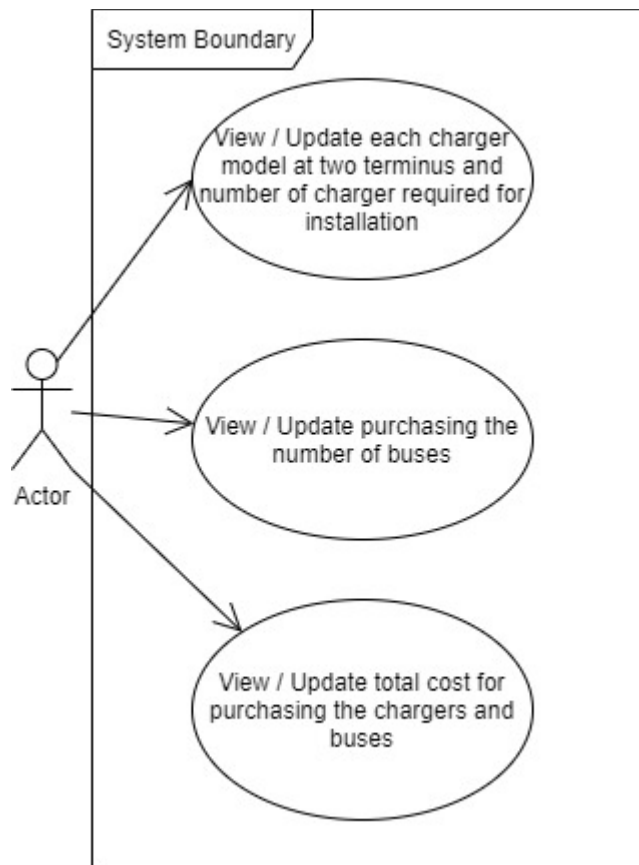 System Boundary
View / Update each charger
model at two terminus and
number of charger required for
installation
View / Update purchasing the
number of buses
Actor
View / Update total cost for
purchasing the chargers and
buses